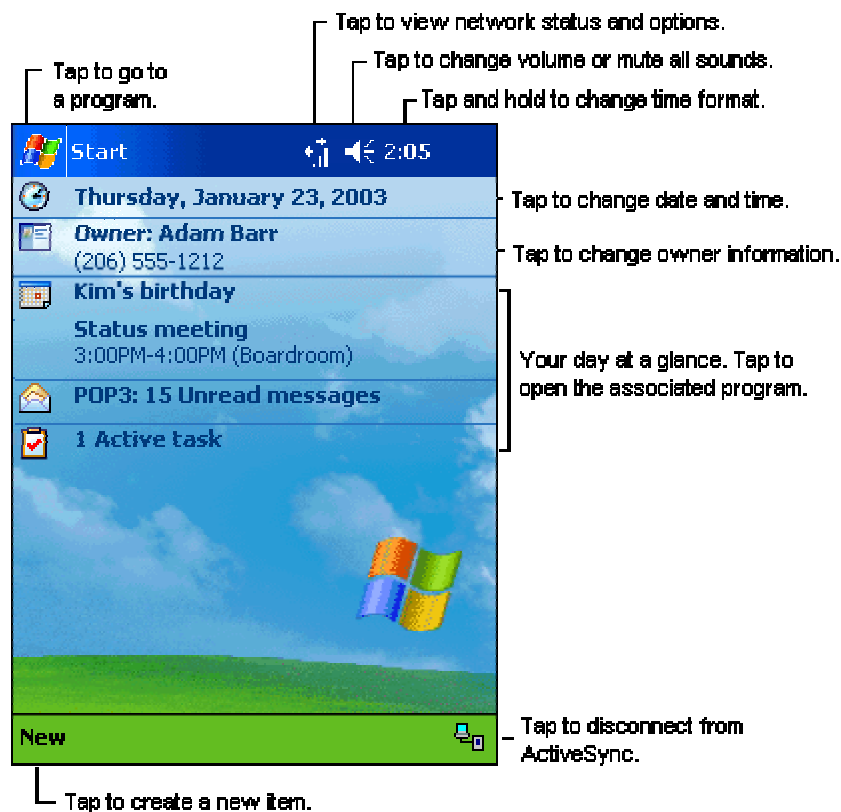 Tap to view network status and options.
Tap to change volume or mute all sounds.
Tap to go to
a program.
Tap and hold to change time format.
Start
2:05
Thursday, January 23, 2003
Tap to change date and time.
Owner: Adam Barr
(206) 555-1212
Tap to change owner information.
Kim's birthday
Status meeting
3:00PM-4:00PM (Boardroom)
Your day at a glance. Tap to
open the associated program.
POP3: 15 Unread messages
1 Active task
New
Tap to disconnect from
ActiveSync.
Tap to create a new item.